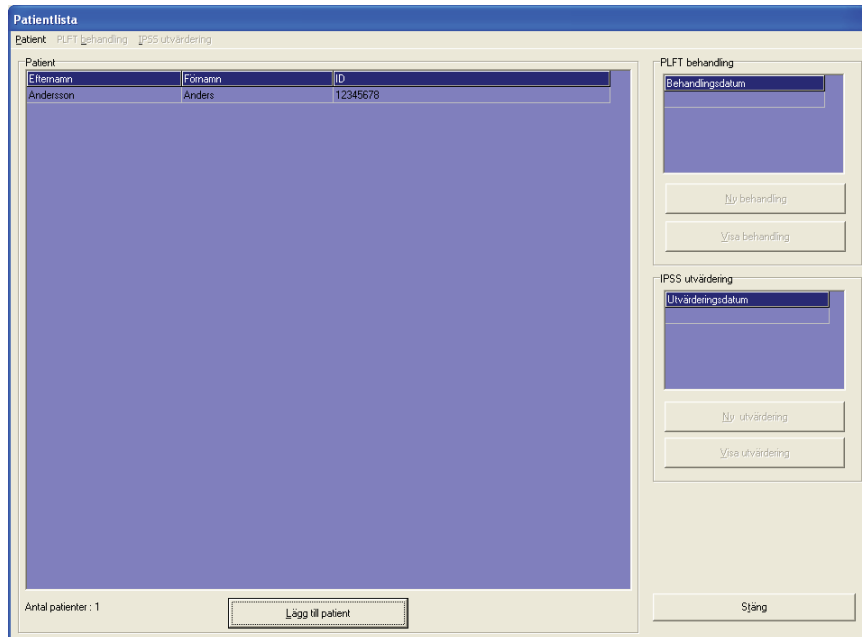 Patientlista
Patient PLFT behandling IPSS utvärdering
Patient
Efternamn Förnamn ID
Andersson Anders 12345678
Antal patienter : 1
Lägg till patient
PLFT behandling
Behandlingsdatum
Ny behandling
Visa behandling
IPSS utvärdering
Utvärderingsdatum
Ny utvärdering
Visa utvärdering
Stäng